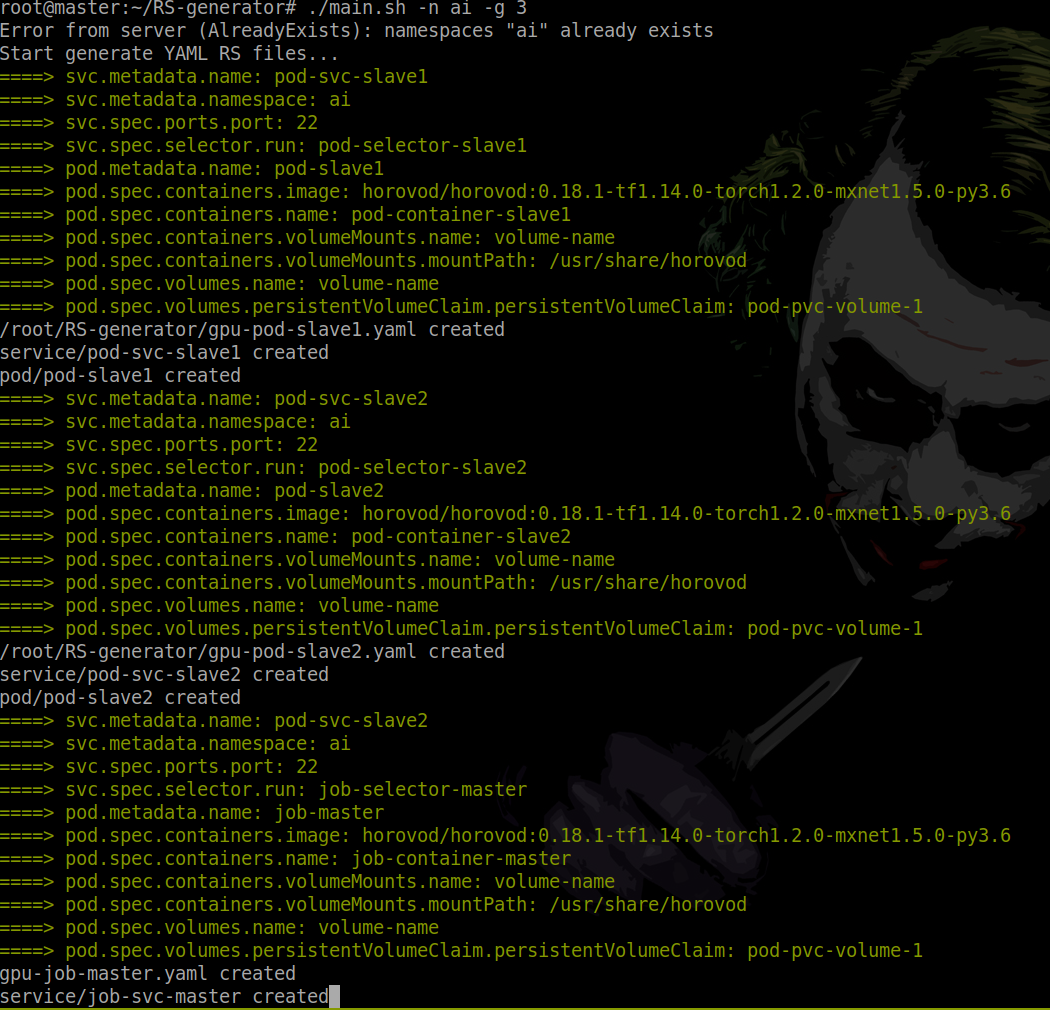 root@master:~/RS-generator# ./main.sh -n ai -g 3
Error from server (AlreadyExists): namespaces "ai" already exists
Start generate YAML RS files...
====> svc.metadata.name: pod-svc-slave1
====> svc.metadata.namespace: ai
====> svc.spec.ports.port: 22
====> svc.spec.selector.run: pod-selector-slave1
====> pod.metadata.name: pod-slave1
====> pod.spec.containers.image: horovod/horovod:0.18.1-tf1.14.0-torch1.2.0-mxnet1.5.0-py3.6
====> pod.spec.containers.name: pod-container-slave1
====> pod.spec.containers.volumeMounts.name: volume-name
====> pod.spec.containers.volumeMounts.mountPath: /usr/share/horovod
====> pod.spec.volumes.name: volume-name
====> pod.spec.volumes.persistentVolumeClaim.persistentVolumeClaim: pod-pvc-volume-1
/root/RS-generator/gpu-pod-slave1.yaml created
service/pod-svc-slave1 created
pod/pod-slave1 created
====> svc.metadata.name: pod-svc-slave2
====> svc.metadata.namespace: ai
====> svc.spec.ports.port: 22
====> svc.spec.selector.run: pod-selector-slave2
====> pod.metadata.name: pod-slave2
====> pod.spec.containers.image: horovod/horovod:0.18.1-tf1.14.0-torch1.2.0-mxnet1.5.0-py3.6
====> pod.spec.containers.name: pod-container-slave2
====> pod.spec.containers.volumeMounts.name: volume-name
====> pod.spec.containers.volumeMounts.mountPath: /usr/share/horovod
====> pod.spec.volumes.name: volume-name
====> pod.spec.volumes.persistentVolumeClaim.persistentVolumeClaim: pod-pvc-volume-1
/root/RS-generator/gpu-pod-slave2.yaml created
service/pod-svc-slave2 created
pod/pod-slave2 created
====> svc.metadata.name: pod-svc-slave2
====> svc.metadata.namespace: ai
====> svc.spec.ports.port: 22
====> svc.spec.selector.run: job-selector-master
====> pod.metadata.name: job-master
====> pod.spec.containers.image: horovod/horovod:0.18.1-tf1.14.0-torch1.2.0-mxnet1.5.0-py3.6
====> pod.spec.containers.name: job-container-master
====> pod.spec.containers.volumeMounts.name: volume-name
====> pod.spec.containers.volumeMounts.mountPath: /usr/share/horovod
====> pod.spec.volumes.name: volume-name
====> pod.spec.volumes.persistentVolumeClaim.persistentVolumeClaim: pod-pvc-volume-1
gpu-job-master.yaml created
service/job-svc-master created